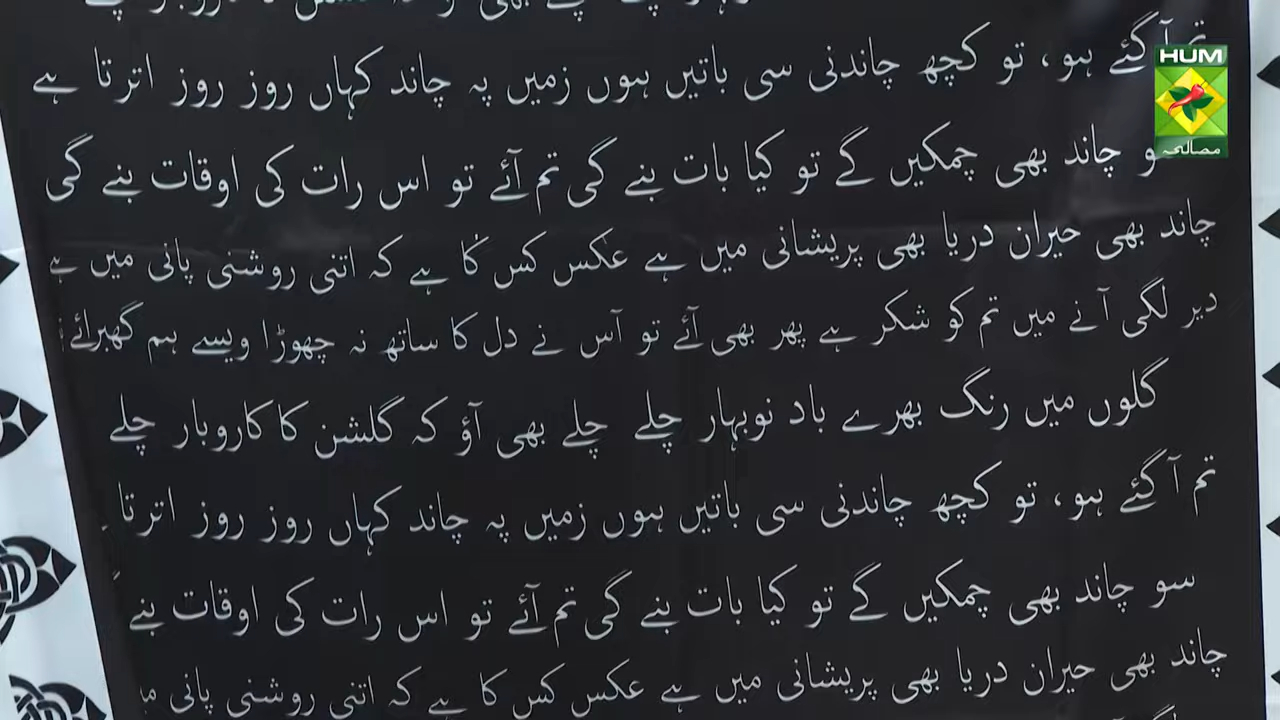 تم آ گئے ہو، تو کچھ چاندنی سی باتیں ہوں زمیں پہ چاند کہاں روز روز اترتا ہے
HUM
مصالحہ
چاند بھی چمکیں گے تو کیا بات بنے گی تم آئے تو اس رات کی اوقات بنے گی
چاند بھی حیران دریا بھی پریشانی میں ہے عکس کس کا ہے کہ اتنی روشنی پانی میں ہے
دیر لگی آنے میں تم کو شکر ہے پھر بھی آئے تو آس نے دل کا ساتھ نہ چھوڑا ویسے ہم گھبرائے
گلوں میں رنگ بھرے باد نوبہار چلے چلے بھی آؤ کہ گلشن کا کاروبار چلے
تم آ گئے ہو، تو کچھ چاندنی سی باتیں ہوں زمیں پہ چاند کہاں روز روز اترتا
سو چاند بھی چمکیں گے تو کیا بات بنے گی تم آئے تو اس رات کی اوقات بنے
چاند بھی حیران دریا بھی پریشانی میں ہے عکس کس کا ہے کہ اتنی روشنی پانی